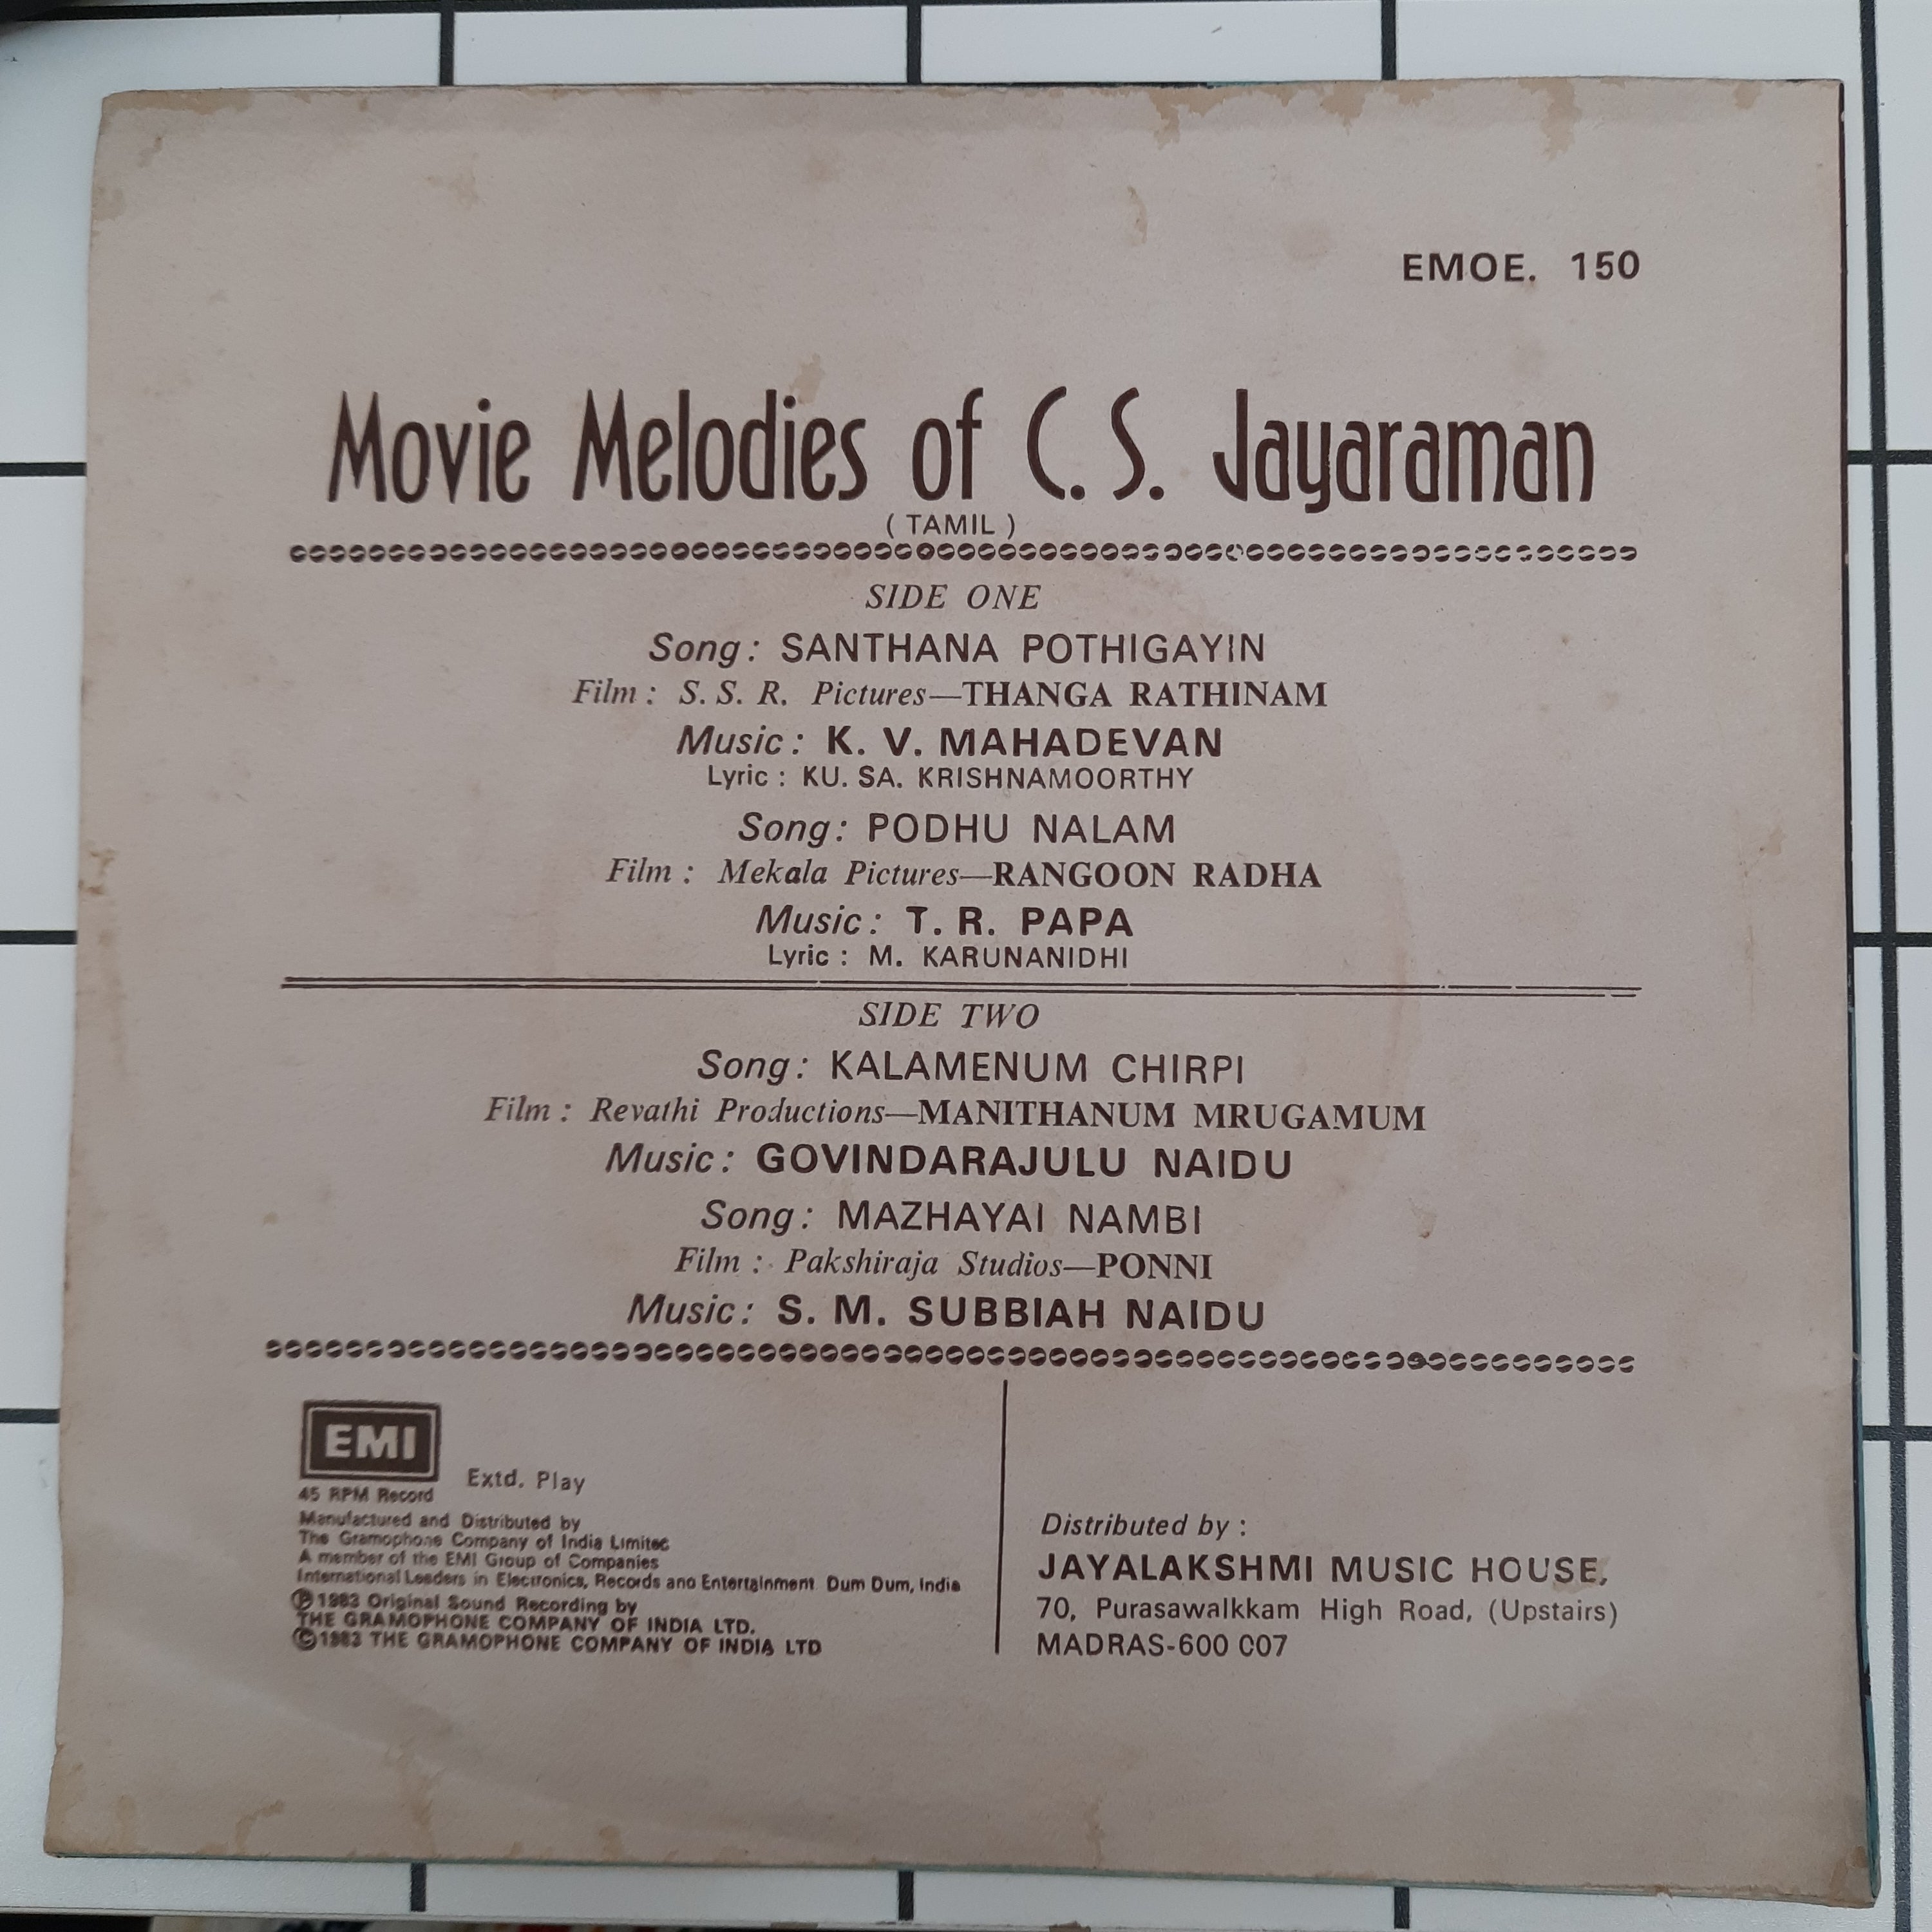 EMOE. 150
Movie Melodies of C. S. Jayaraman
( TAMIL )
SIDE ONE
Song : SANTHANA POTHIGAYIN
Film : S. S. R. Pictures—THANGA RATHINAM
Music : K. V. MAHADEVAN
Lyric : KU. SA. KRISHNAMOORTHY
Song : PODHU NALAM
Film : Mekala Pictures—RANGOON RADHA
Music : T. R. PAPA
Lyric : M. KARUNANIDHI
SIDE TWO
Song : KALAMENUM CHIRPI
Film : Revathi Productions—MANITHANUM MRUGAMUM
Music : GOVINDARAJULU NAIDU
Song : MAZHAYAI NAMBI
Film : Pakshiraja Studios—PONNI
Music : S. M. SUBBIAH NAIDU
EMI
Extd. Play
45 RPM Record
Manufactured and Distributed by
The Gramophone Company of India Limited
A member of the EMI Group of Companies
International Leaders in Electronics, Records and Entertainment Dum Dum, India
℗ 1983 Original Sound Recording by
THE GRAMOPHONE COMPANY OF INDIA LTD.
© 1983 THE GRAMOPHONE COMPANY OF INDIA LTD
Distributed by :
JAYALAKSHMI MUSIC HOUSE,
70, Purasawalkkam High Road, (Upstairs)
MADRAS-600 007